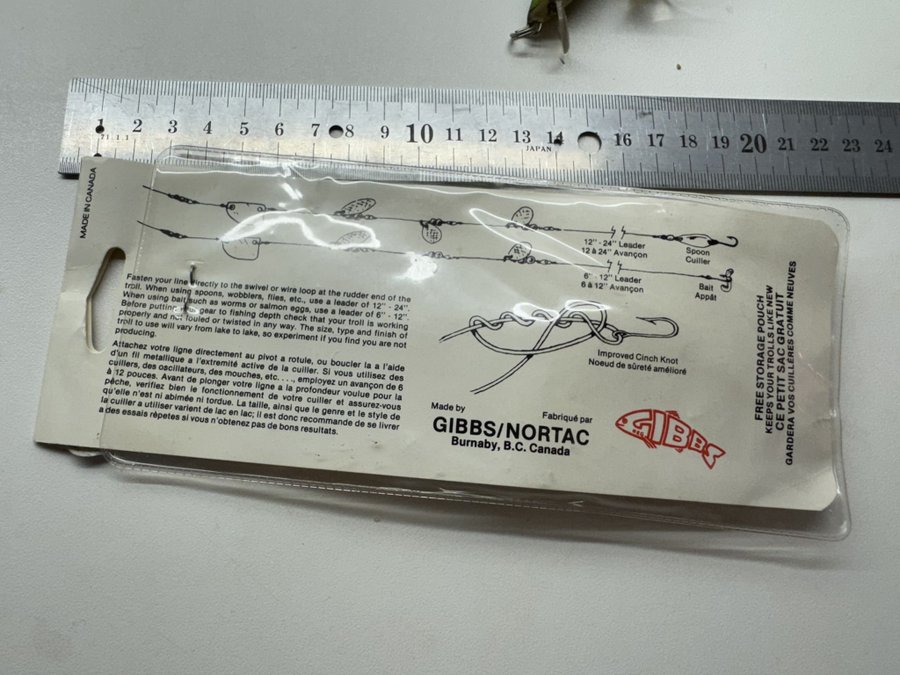 1 2 3 4 5 6 7 8 9 10 11 12 13 14 16 17 18 19 20 21 22 23 24
JAPAN
MADE IN CANADA
12" - 24" Leader
12 à 24" Avançon
Spoon
Cuiller
6" - 12" Leader
6 à 12" Avançon
Bait
Appât
Fasten your line directly to the swivel or wire loop at the rudder end of the
troll. When using spoons, wobblers, flies, etc., use a leader of 12" - 24".
When using bait such as worms or salmon eggs, use a leader of 6" - 12".
Before putting gear to fishing depth check that your troll is working
properly and not fouled or twisted in any way. The size, type and finish of
troll to use will vary from lake to lake, so experiment if you find you are not
producing.
Attachez votre ligne directement au pivot a rotule, ou boucler la a l'aide
d'un fil metallique a l'extremité active de la cuiller. Si vous utilisez des
cuillers, des oscillateurs, des mouches, etc. . . ., employez un avançon de 6
à 12 pouces. Avant de plonger votre ligne a la profondeur voulue pour la
pêche, verifiez bien le fonctionnement de votre cuiller et assurez-vous
qu'elle n'est ni abimée ni tordue. La taille, ainsi que le genre et le style de
la cuiller a utiliser varient de lac en lac; il est donc recommande de se livrer
a des essais répetes si vous n'obtenez pas de bons resultats.
Improved Cinch Knot
Noeud de sûreté amélioré
Made by
Fabriqué par
GIBBS/NORTAC
Burnaby, B.C. Canada
GIBBS
FREE STORAGE POUCH
KEEPS YOUR TROLLS LIKE NEW
CE PETIT SAC GRATUIT
GARDERA VOS CUILLÈRES COMME NEUVES